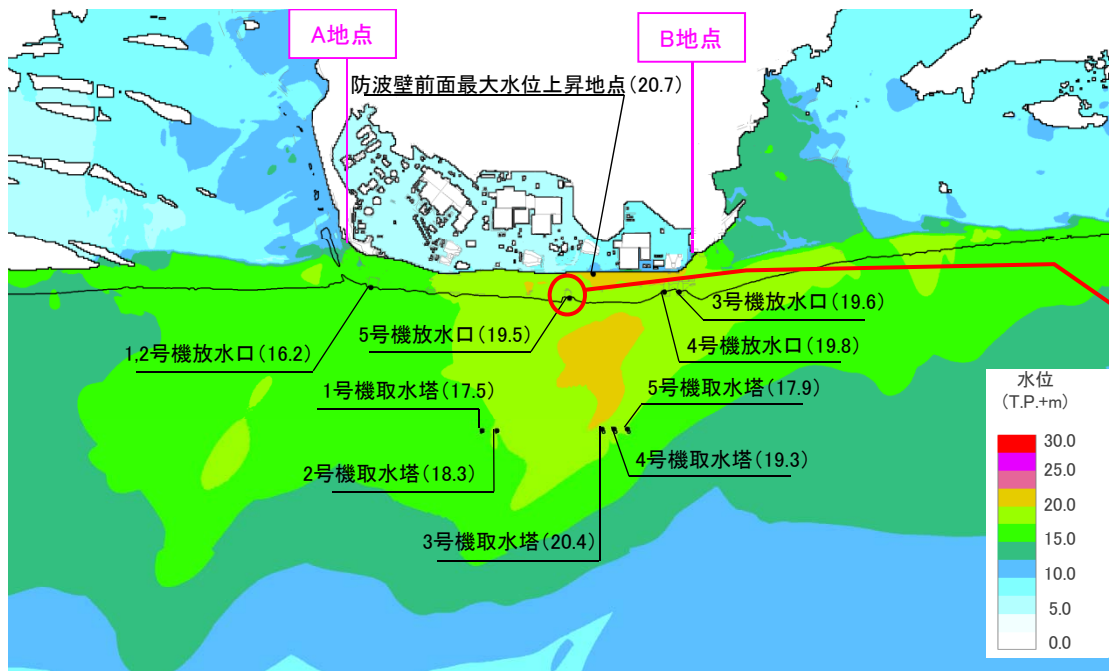 A地点
B地点
防波壁前面最大水位上昇地点(20.7)
3号機放水口(19.6)
5号機放水口(19.5)
4号機放水口(19.8)
1,2号機放水口(16.2)
1号機取水塔(17.5)
5号機取水塔(17.9)
2号機取水塔(18.3)
4号機取水塔(19.3)
3号機取水塔(20.4)
水位
(T.P.+m)
30.0
25.0
20.0
15.0
10.0
5.0
0.0